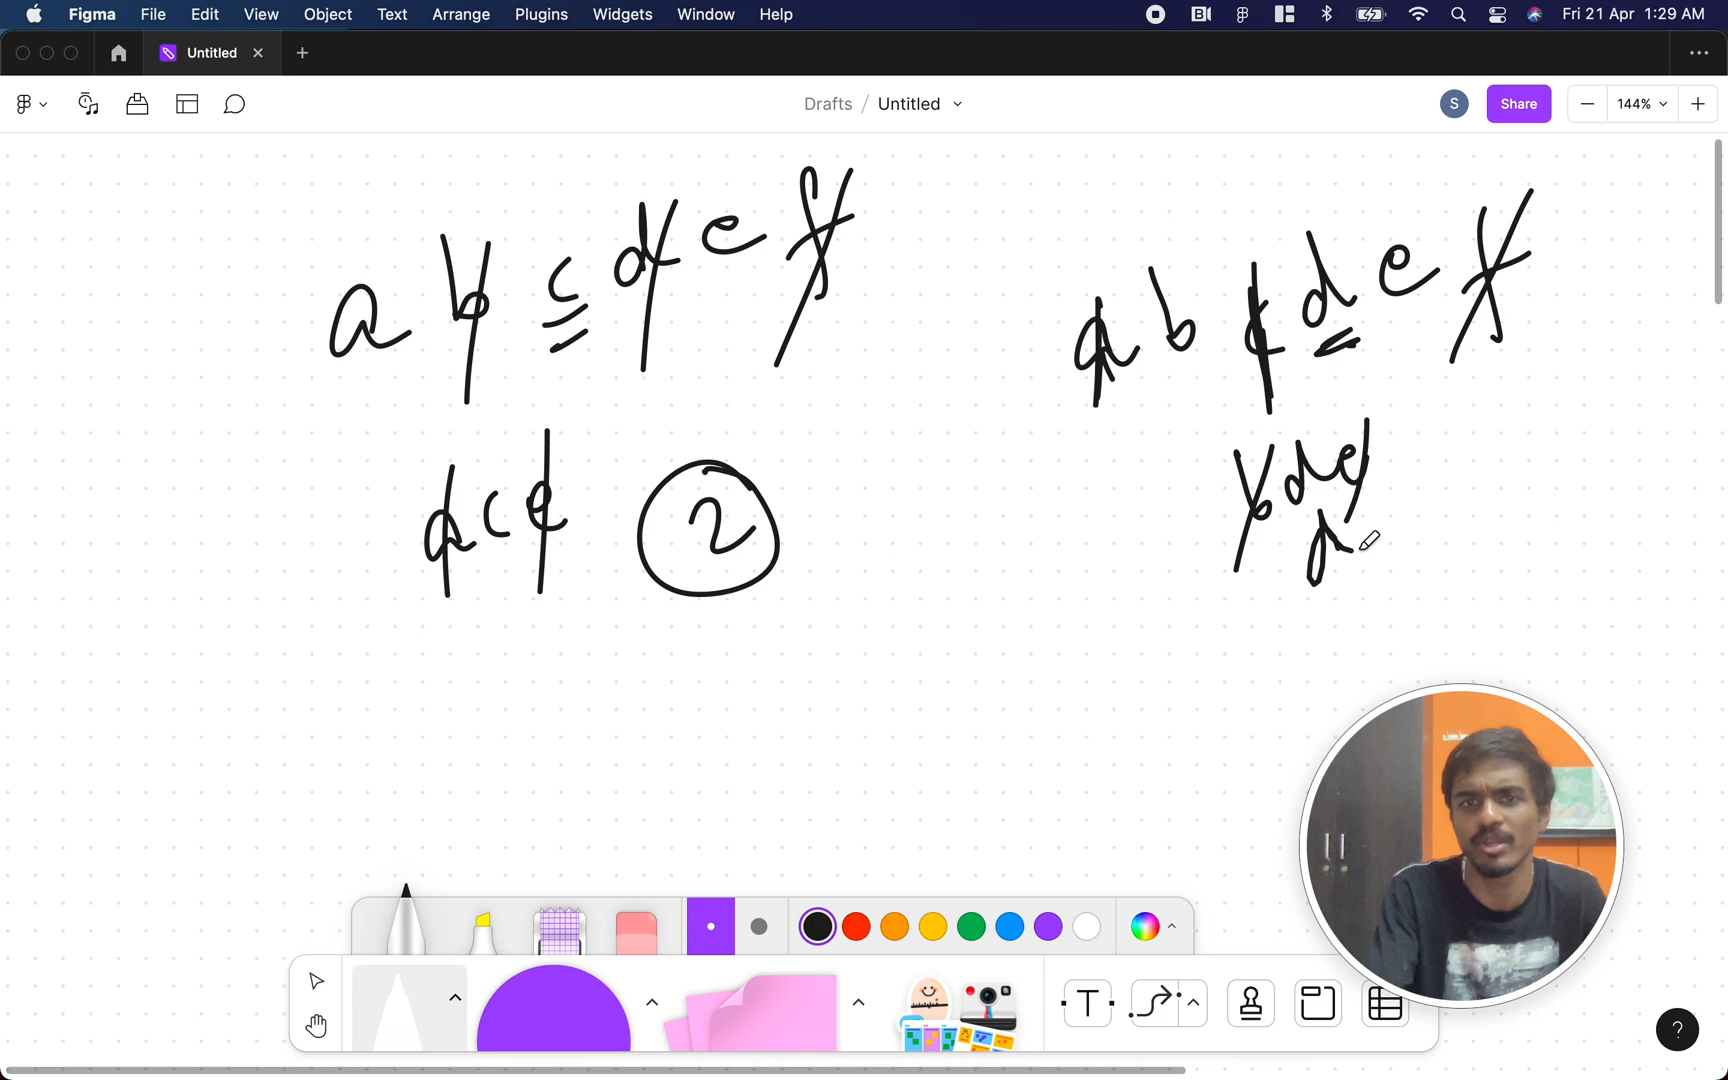 Figma File Edit View Object Text Arrange Plugins Widgets Window Help Fri 21 Apr 1:29 AM
Untitled
Drafts / Untitled S Share 144%
a b c d e f
a b c d e f
a c e 2
b d e
d
T
?